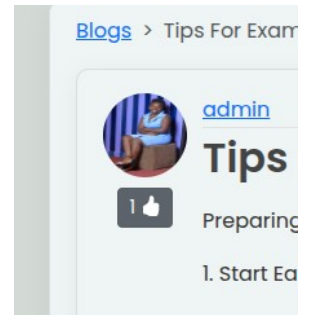 Blogs > Tips For Exam
admin
Tips
1
Preparing
1. Start Ea